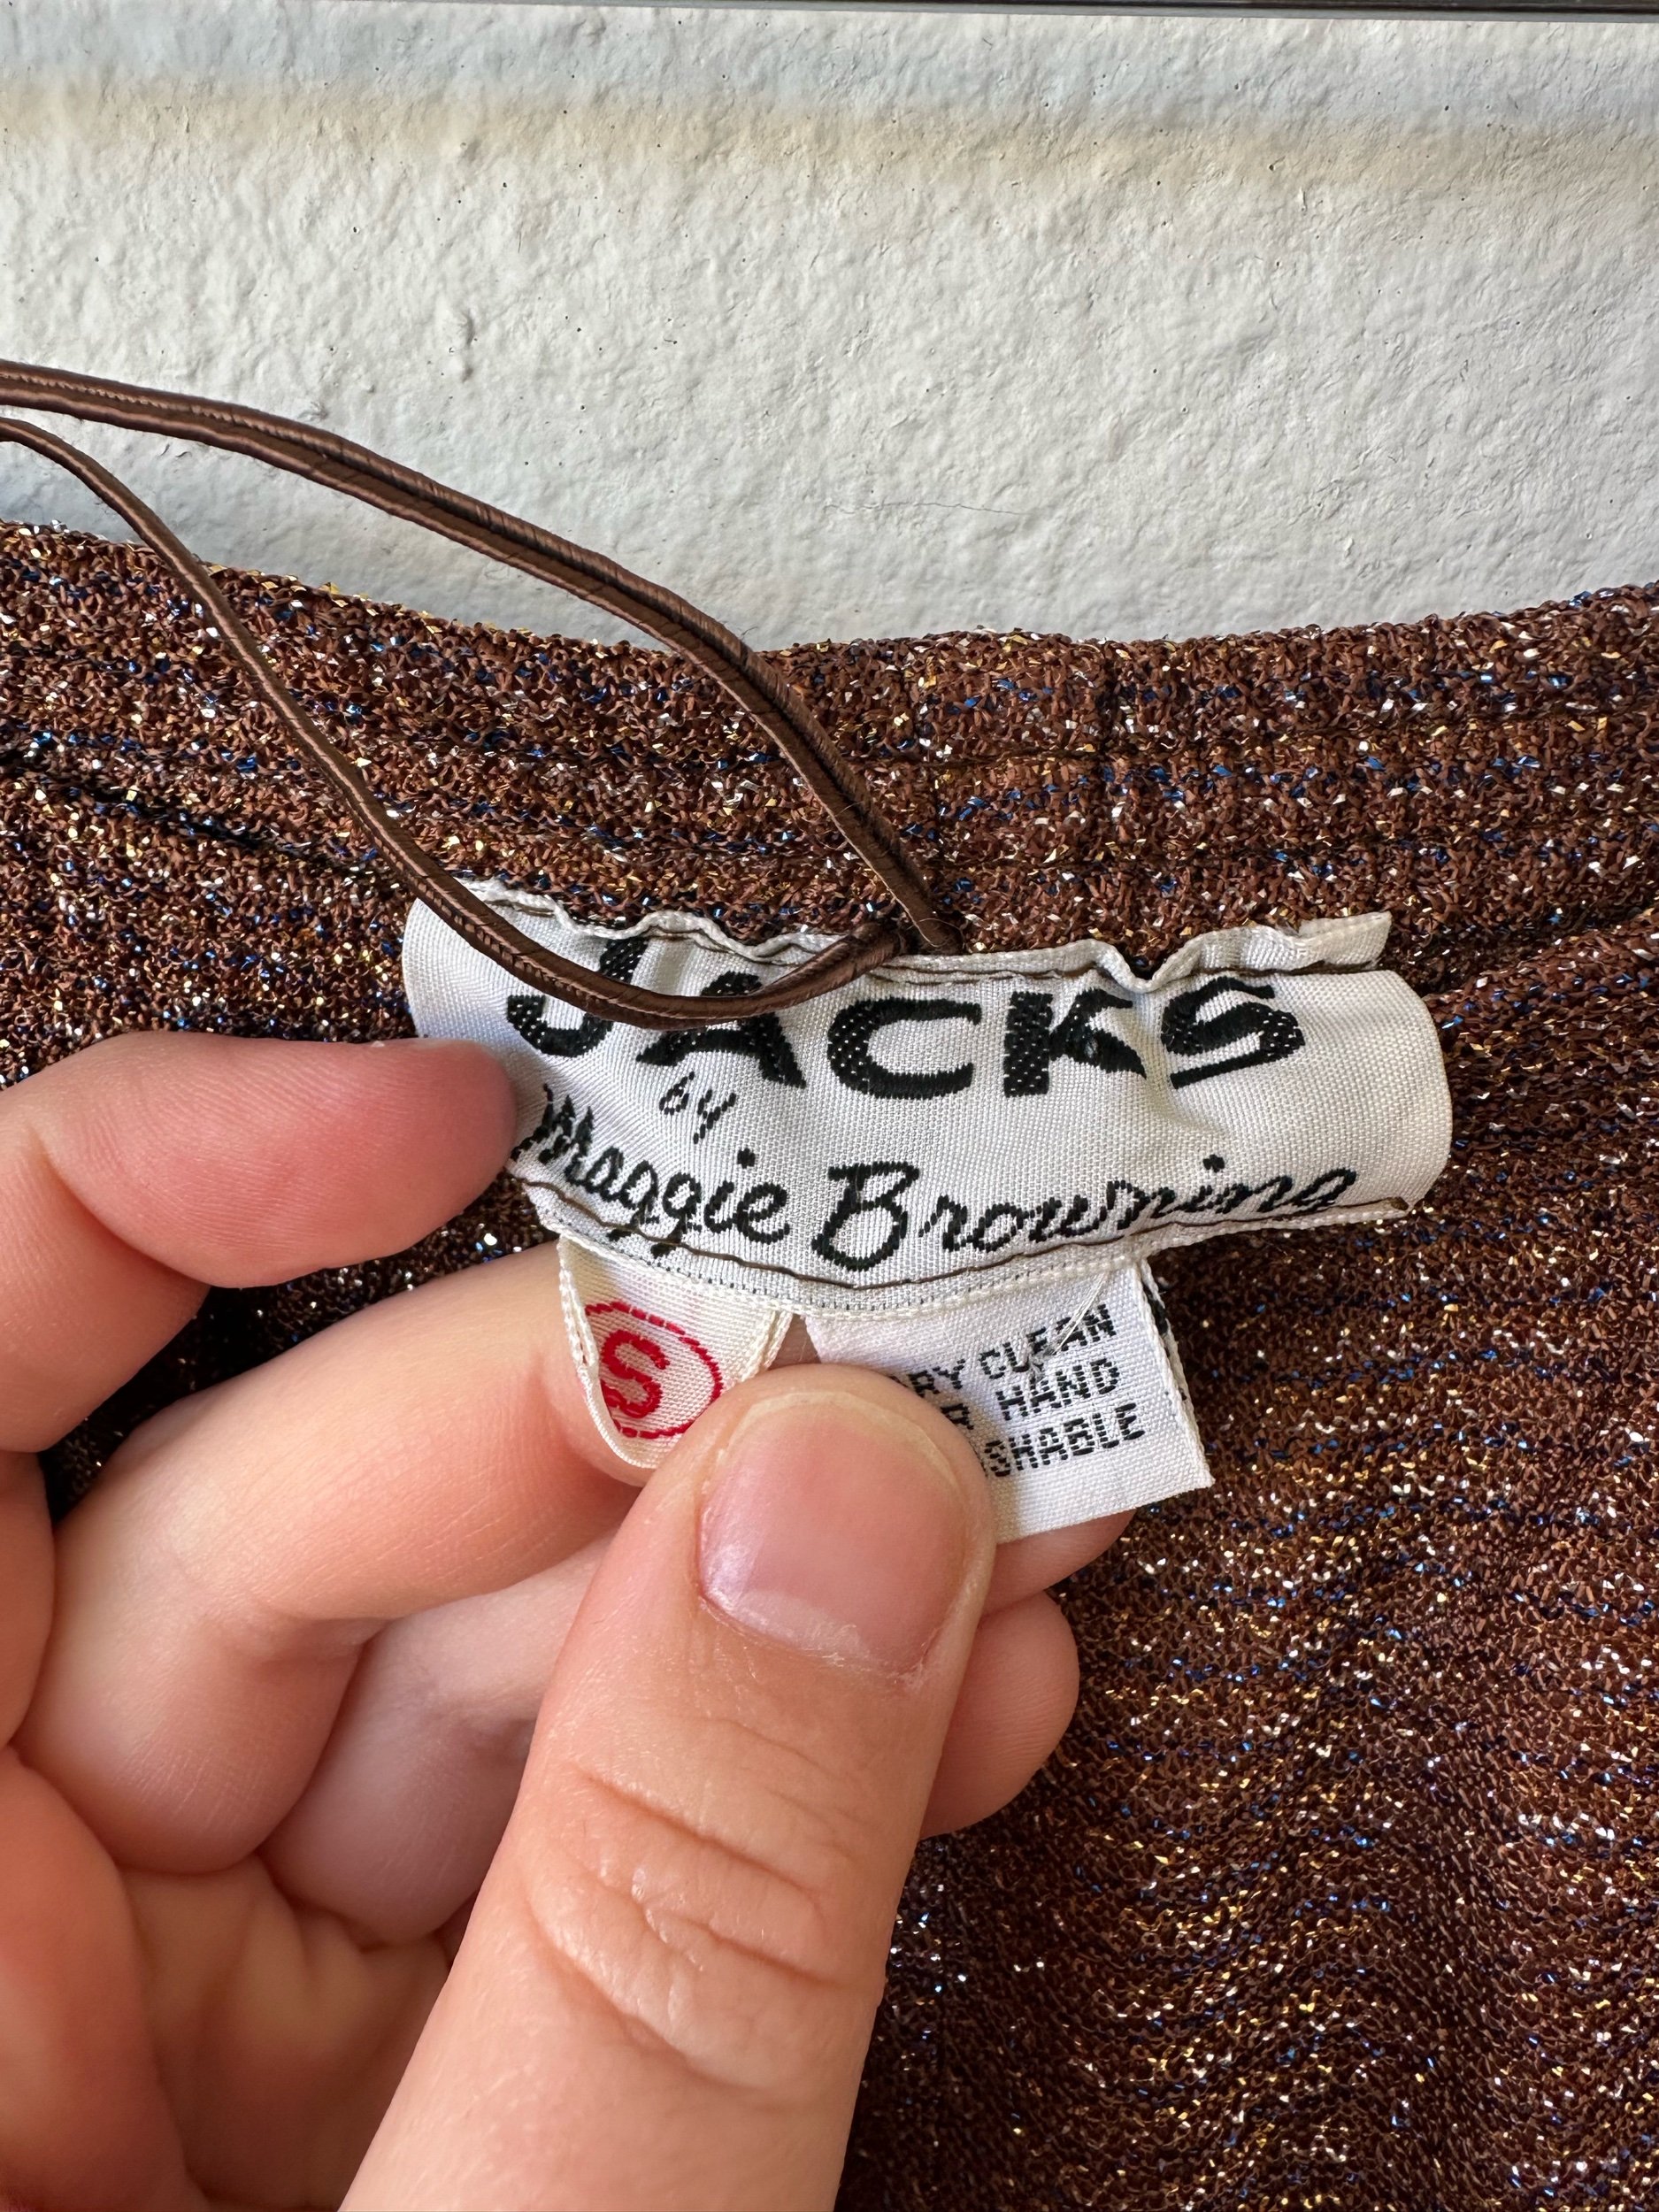 JACKS
by
Maggie Browning
S
CLEAN
HAND